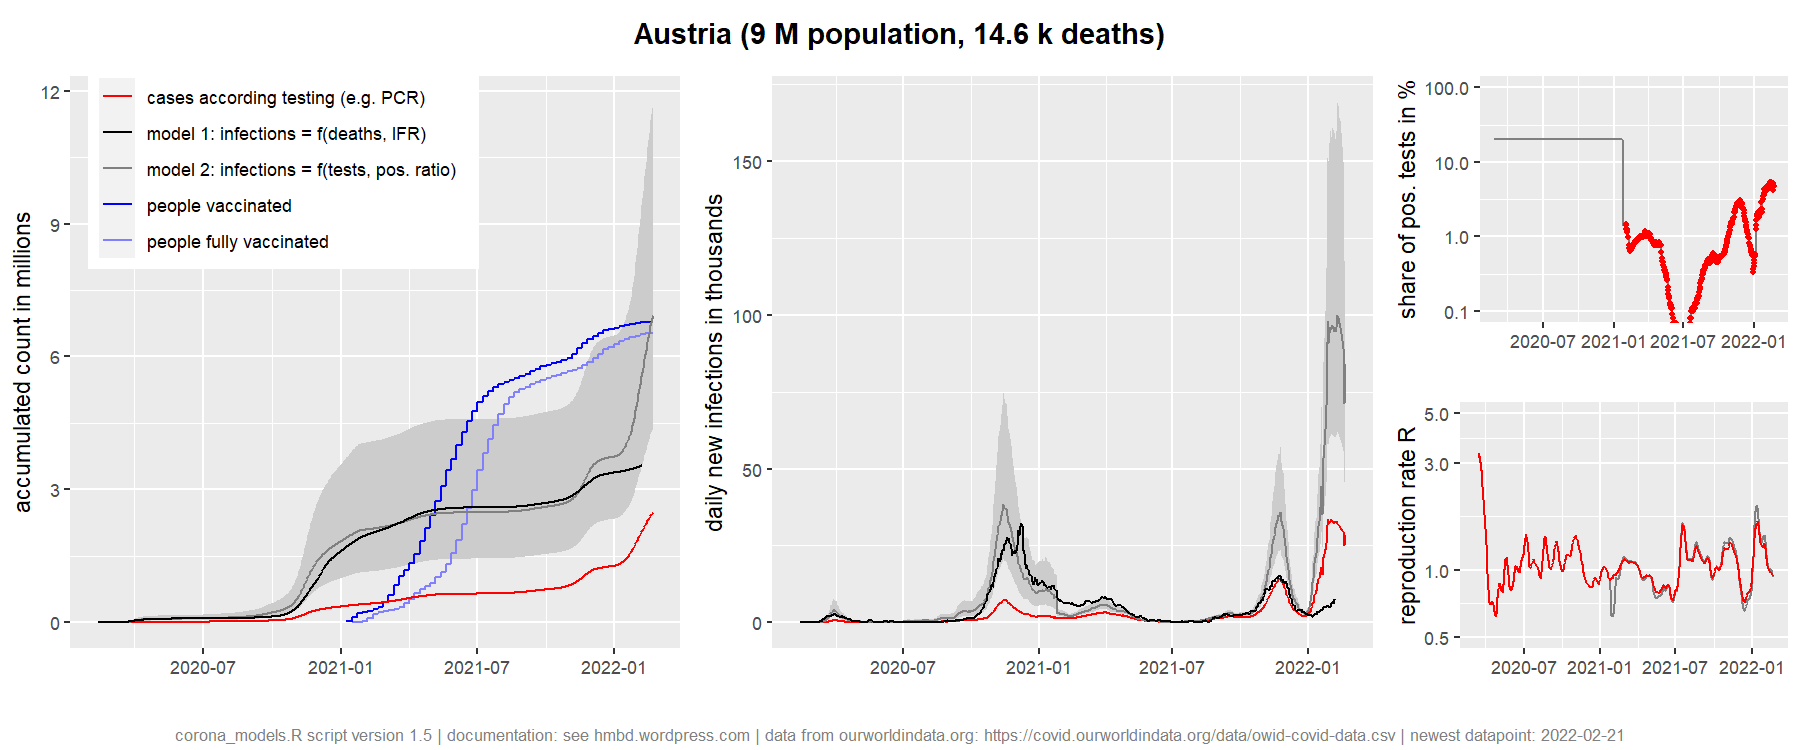 Austria (9 M population, 14.6 k deaths)
accumulated count in millions
12
9
6
3
0
cases according testing (e.g. PCR)
model 1: infections = f(deaths, IFR)
model 2: infections = f(tests, pos. ratio)
people vaccinated
people fully vaccinated
2020-07 2021-01 2021-07 2022-01
daily new infections in thousands
150
100
50
0
2020-07 2021-01 2021-07 2022-01
share of pos. tests in %
100.0
10.0
1.0
0.1
2020-07 2021-01 2021-07 2022-01
reproduction rate R
5.0
3.0
1.0
0.5
2020-07 2021-01 2021-07 2022-01
corona_models.R script version 1.5 | documentation: see hmbd.wordpress.com | data from ourworldindata.org: https://covid.ourworldindata.org/data/owid-covid-data.csv | newest datapoint: 2022-02-21